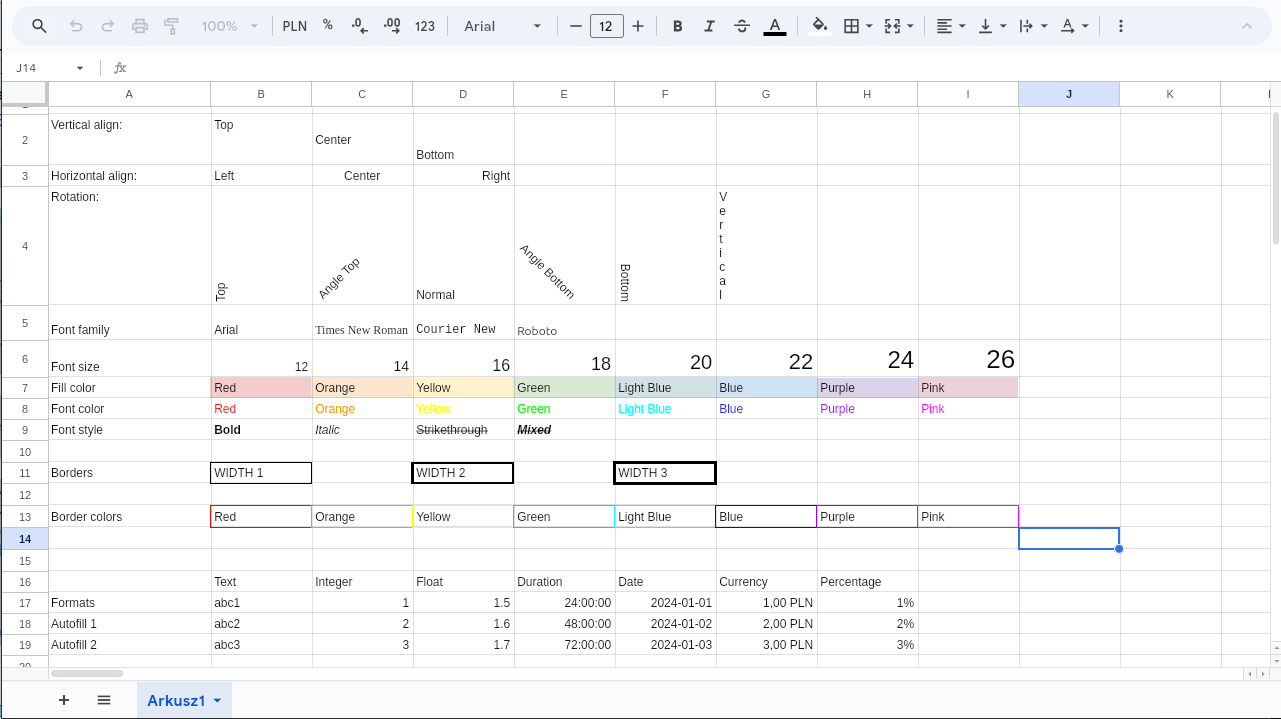 100% PLN % .0 .00 123 Arial 12 B I A A
J14 fx
A B C D E F G H I J K
2 Vertical align: Top Center Bottom
3 Horizontal align: Left Center Right
4 Rotation: Top Angle Top Normal Angle Bottom Bottom Vertical
5 Font family Arial Times New Roman Courier New Roboto
6 Font size 12 14 16 18 20 22 24 26
7 Fill color Red Orange Yellow Green Light Blue Blue Purple Pink
8 Font color Red Orange Yellow Green Light Blue Blue Purple Pink
9 Font style Bold Italic Strikethrough Mixed
10
11 Borders WIDTH 1 WIDTH 2 WIDTH 3
12
13 Border colors Red Orange Yellow Green Light Blue Blue Purple Pink
14
15
16 Text Integer Float Duration Date Currency Percentage
17 Formats abc1 1 1.5 24:00:00 2024-01-01 1,00 PLN 1%
18 Autofill 1 abc2 2 1.6 48:00:00 2024-01-02 2,00 PLN 2%
19 Autofill 2 abc3 3 1.7 72:00:00 2024-01-03 3,00 PLN 3%
Arkusz1